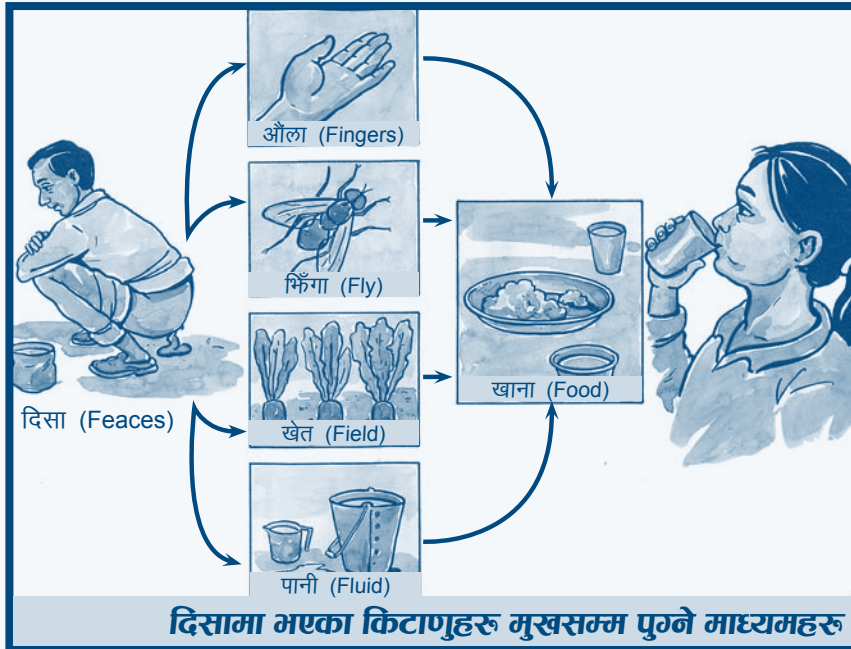 औंला (Fingers)
झिँगा (Fly)
दिसा (Feaces)
खेत (Field)
खाना (Food)
पानी (Fluid)
दिसामा भएका किटाणुहरू मुखसम्म पुग्ने माध्यमहरू